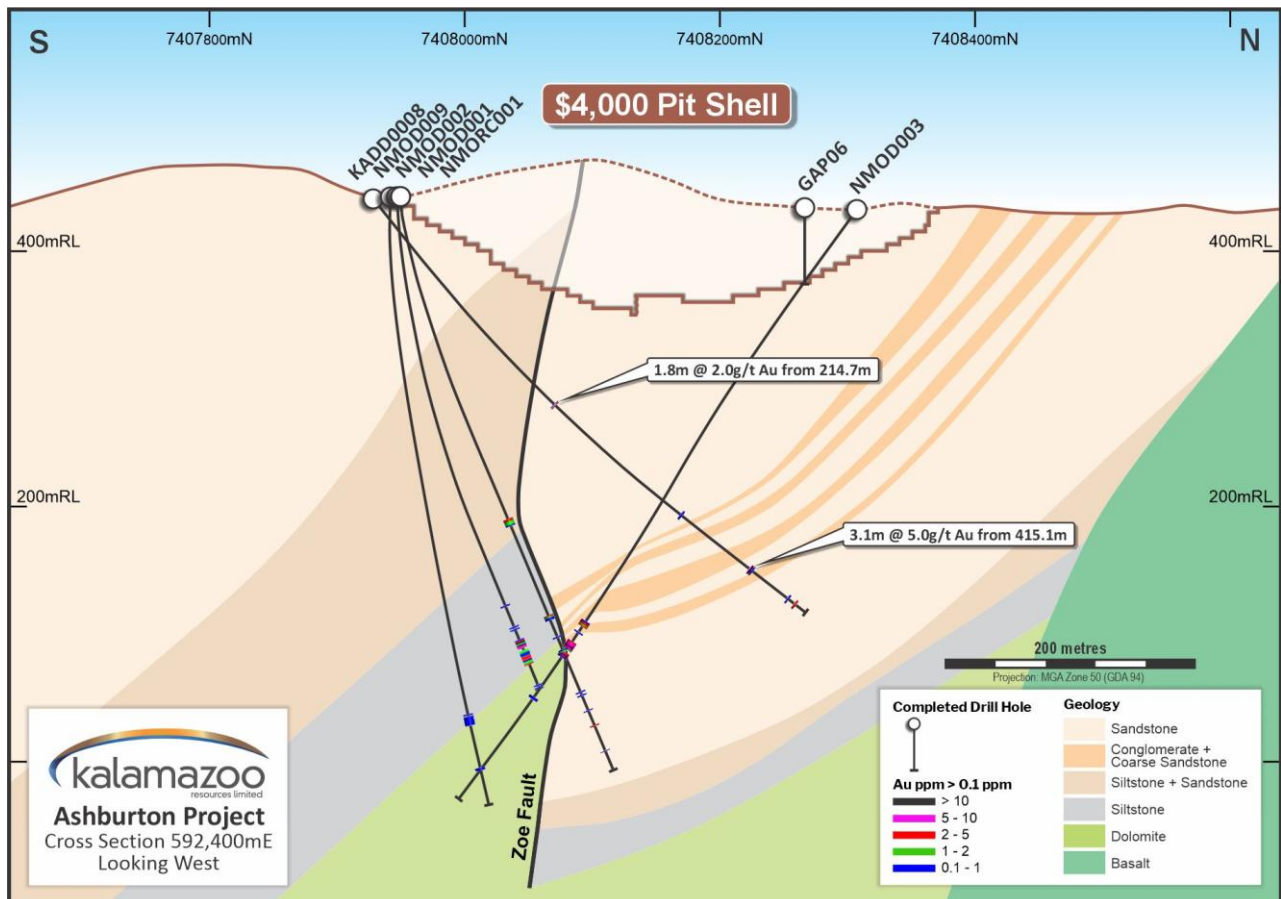 S
7407800mN
7408000mN
7408200mN
7408400mN
N
$4,000 Pit Shell
KADD0008
NMOD009
NMOD002
NMOD001
NMORC001
GAP06
NMOD003
400mRL
400mRL
1.8m @ 2.0g/t Au from 214.7m
200mRL
200mRL
3.1m @ 5.0g/t Au from 415.1m
200 metres
Projection: MGA Zone 50 (GDA 94)
Zoe Fault
kalamazoo
resources limited
Ashburton Project
Cross Section 592,400mE
Looking West
Completed Drill Hole
Au ppm > 0.1 ppm
> 10
5 - 10
2 - 5
1 - 2
0.1 - 1
Geology
Sandstone
Conglomerate +
Coarse Sandstone
Siltstone + Sandstone
Siltstone
Dolomite
Basalt